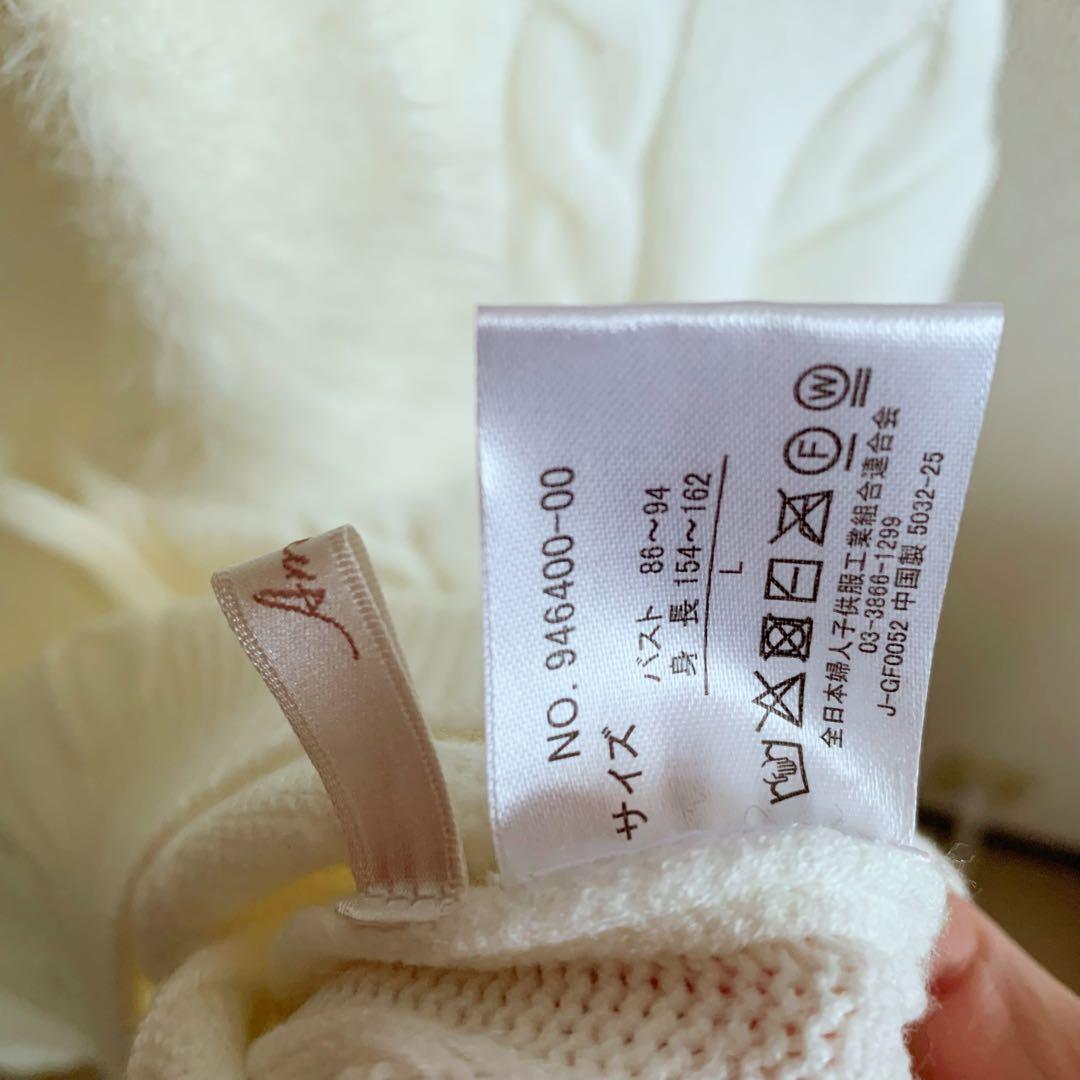 NO. 946400-00
サイズ
バスト 86~94
身 長 154~162
L
W
F
全日本婦人子供服工業組合連合会
03-3866-1299
J-GF0052 中国製 5032-25